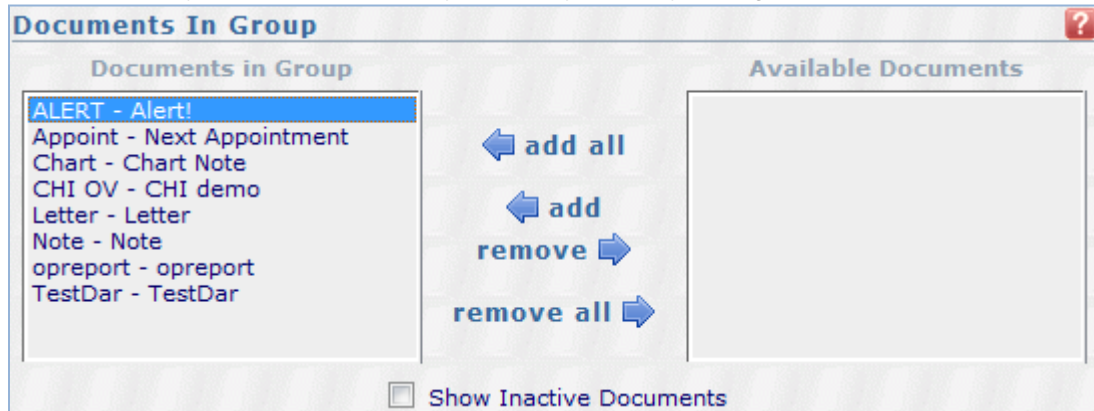 Documents In Group
?
Documents in Group
Available Documents
ALERT - Alert!
Appoint - Next Appointment
Chart - Chart Note
CHI OV - CHI demo
Letter - Letter
Note - Note
opreport - opreport
TestDar - TestDar
add all
add
remove
remove all
Show Inactive Documents